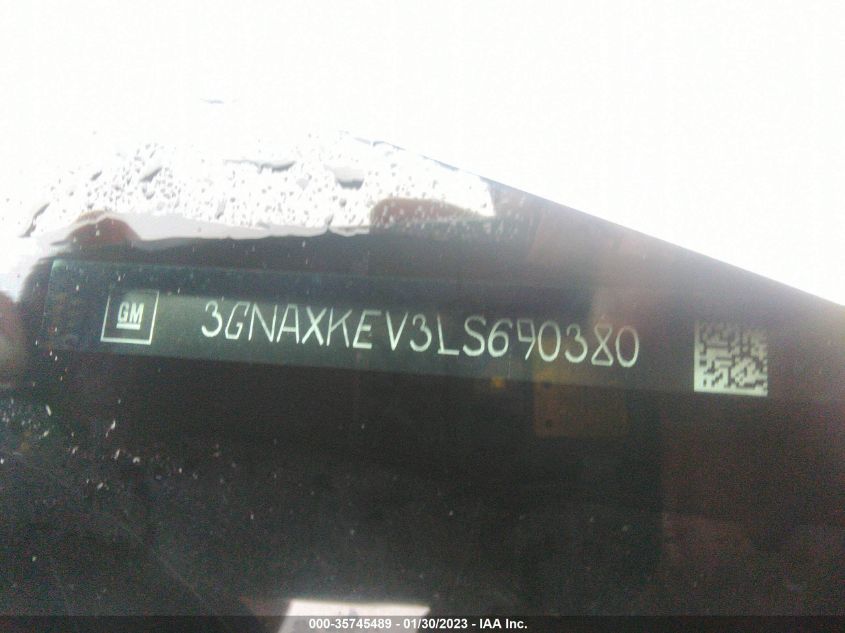 GM
3GNAXKEV3LS690380
000-35745489 - 01/30/2023 - IAA Inc.